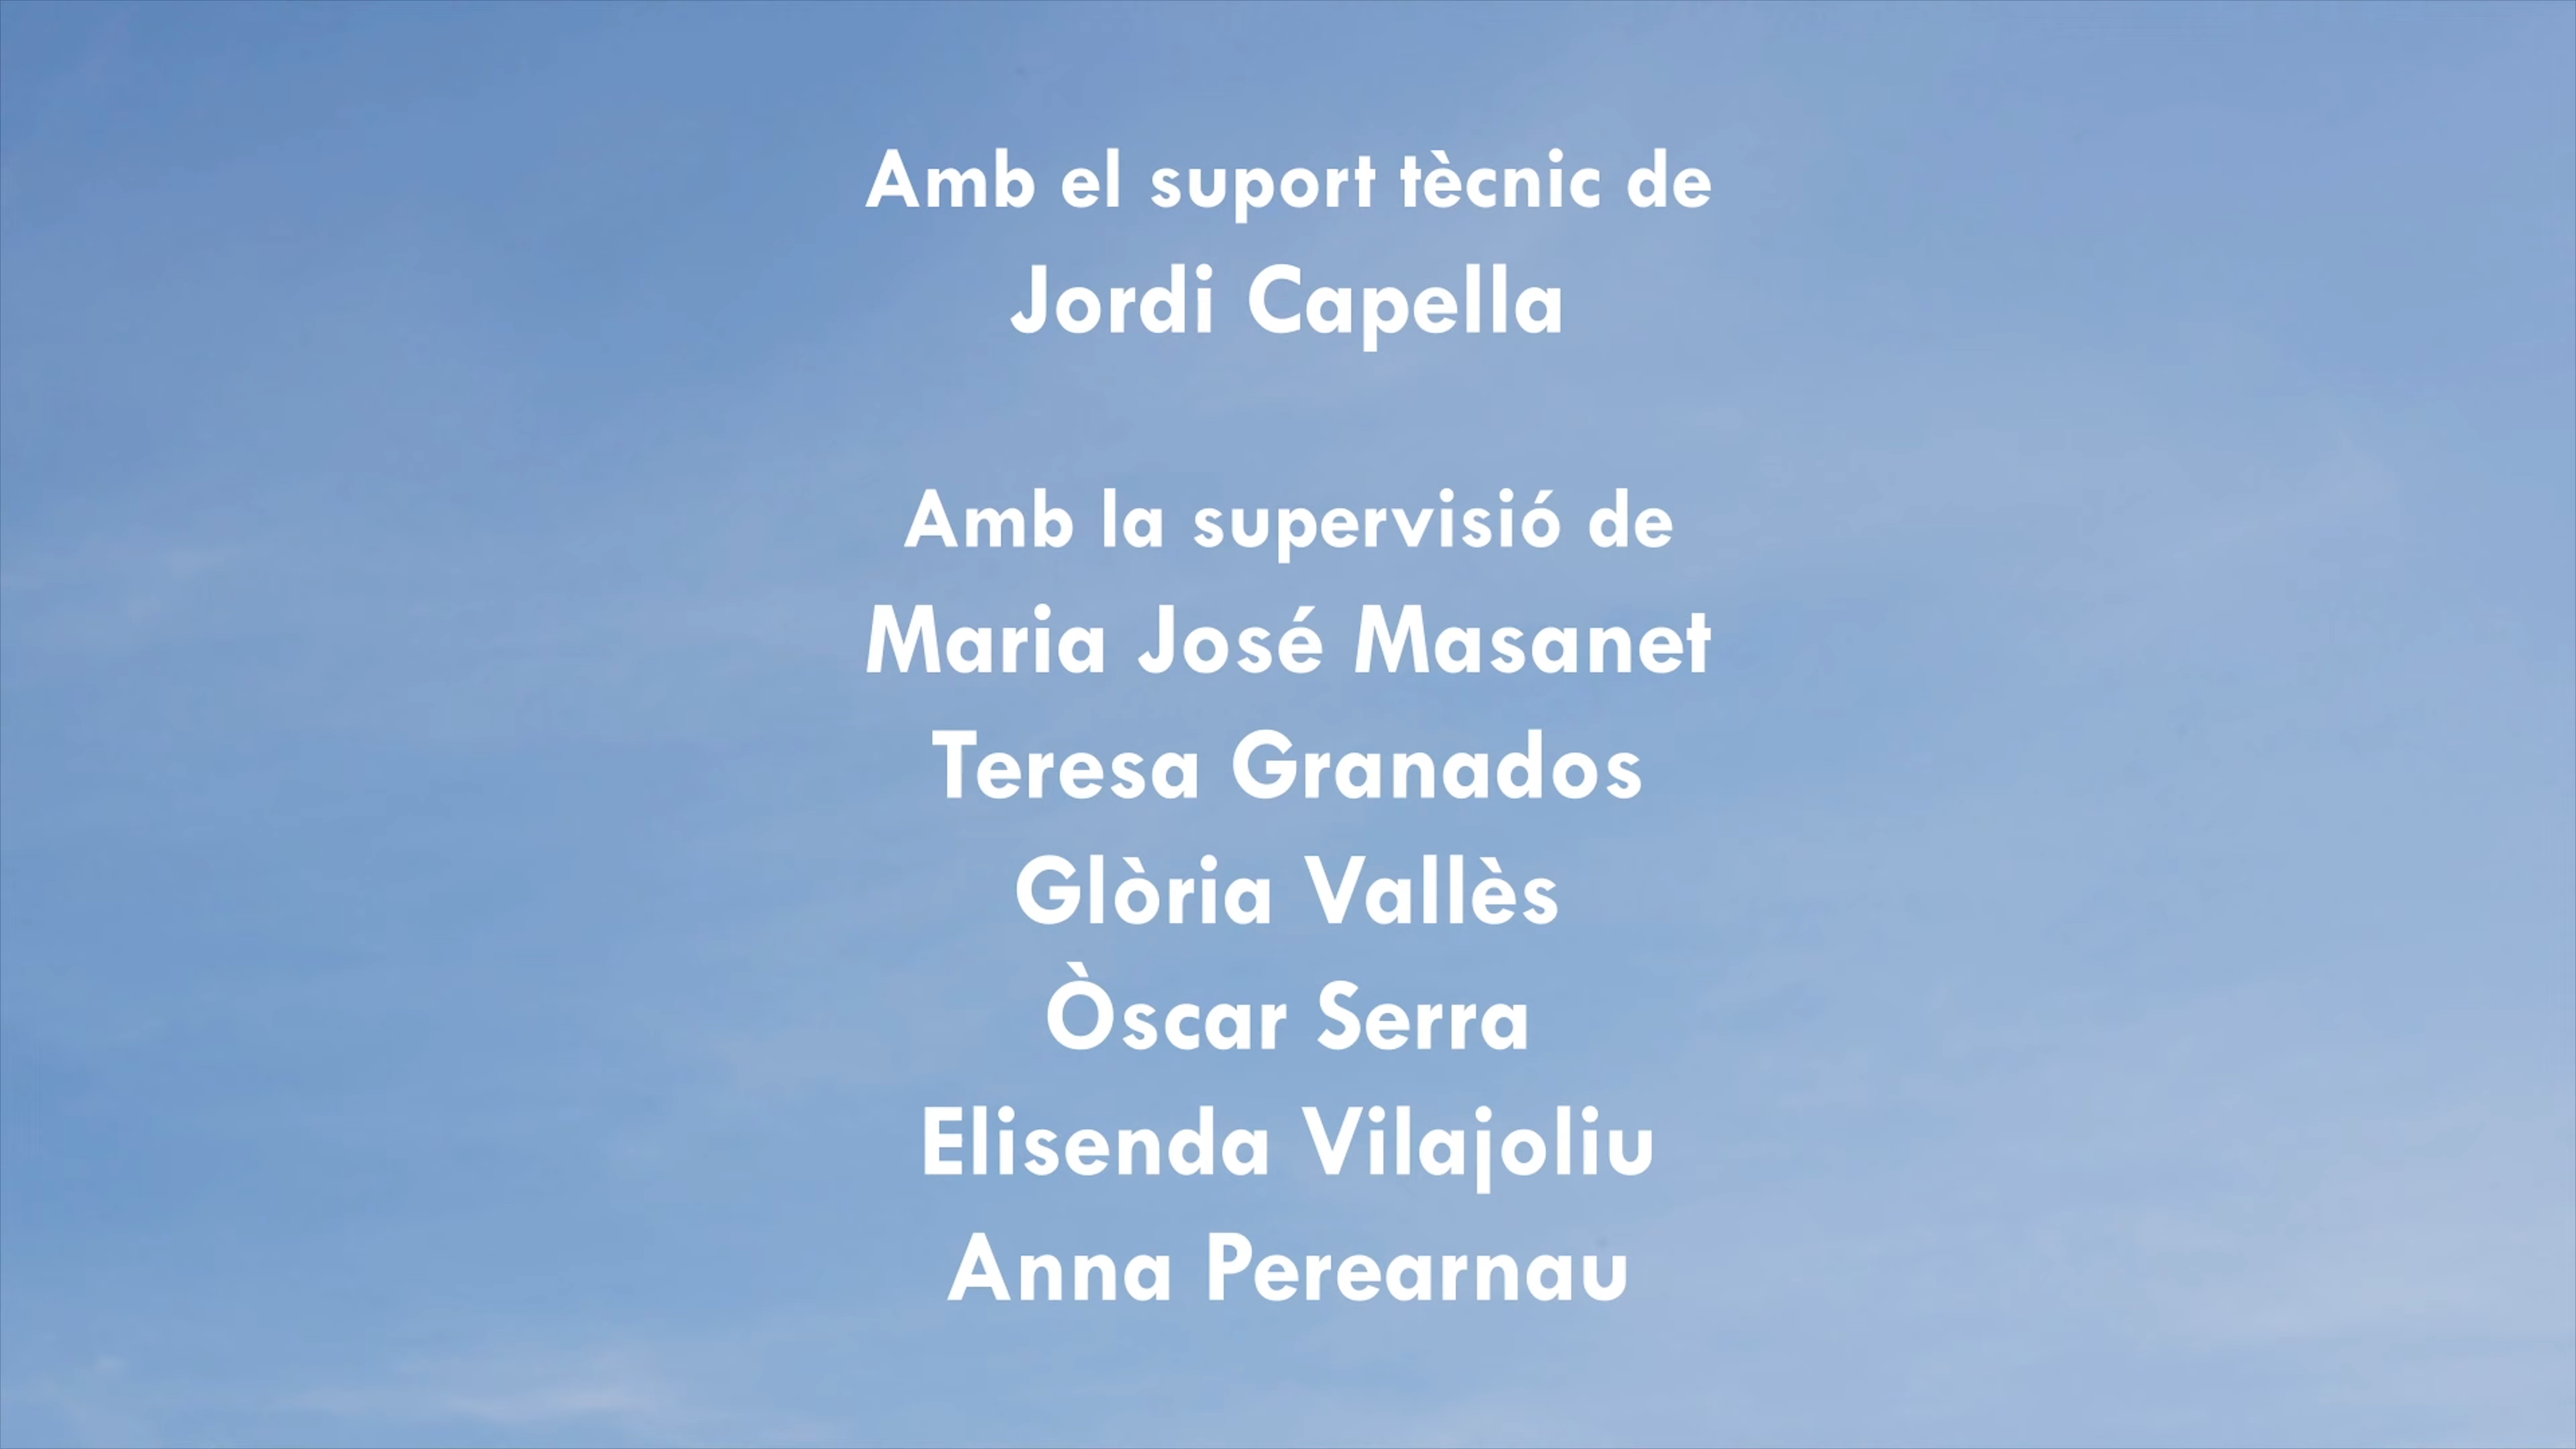 Amb el suport tècnic de
Jordi Capella
Amb la supervisió de
Maria José Masanet
Teresa Granados
Glòria Vallès
Òscar Serra
Elisenda Vilajoliu
Anna Perearnau